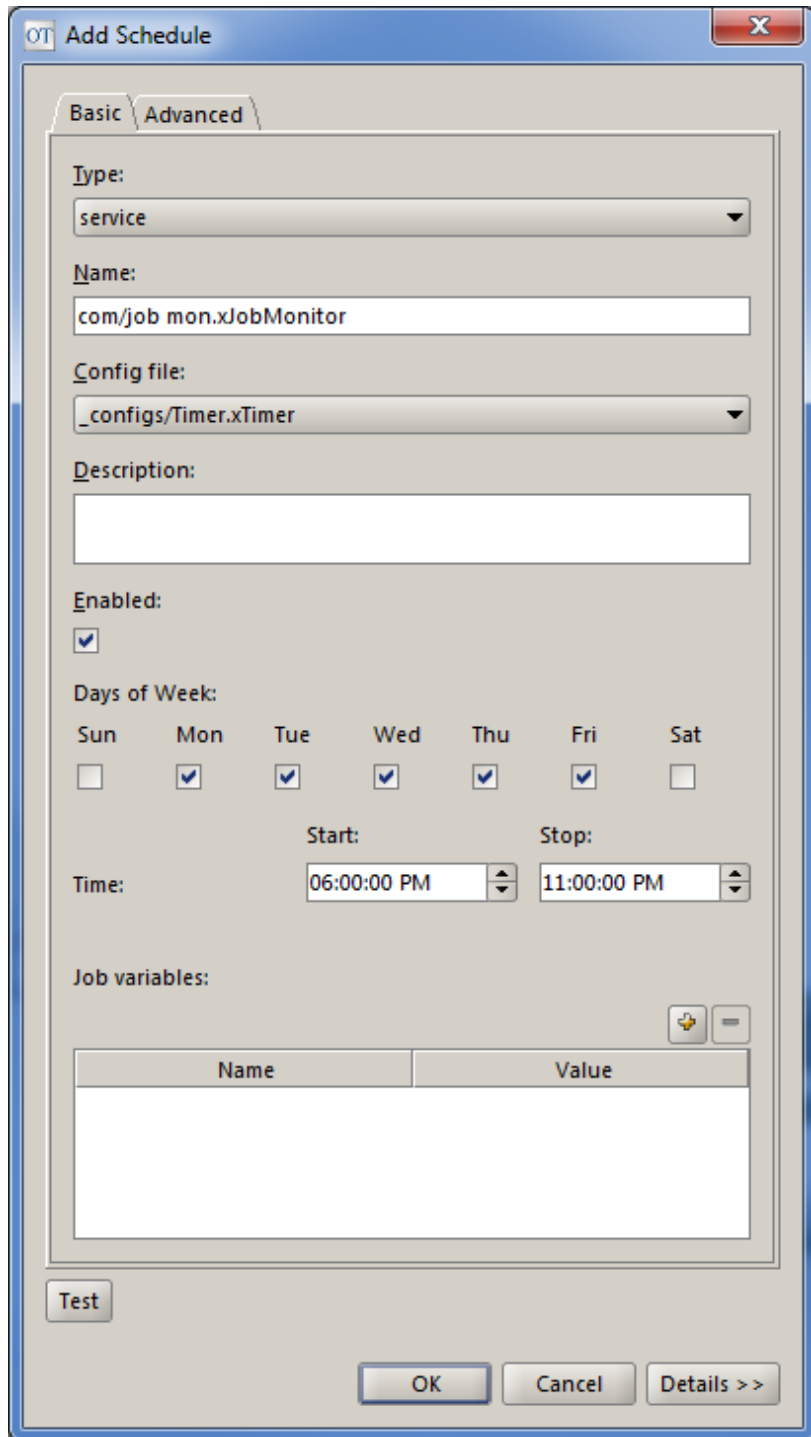 OT Add Schedule
Basic Advanced
Type:
service
Name:
com/job mon.xJobMonitor
Config file:
_configs/Timer.xTimer
Description:
Enabled:
Days of Week:
Sun Mon Tue Wed Thu Fri Sat
Start: Stop:
Time: 06:00:00 PM 11:00:00 PM
Job variables:
Name Value
Test
OK Cancel Details >>